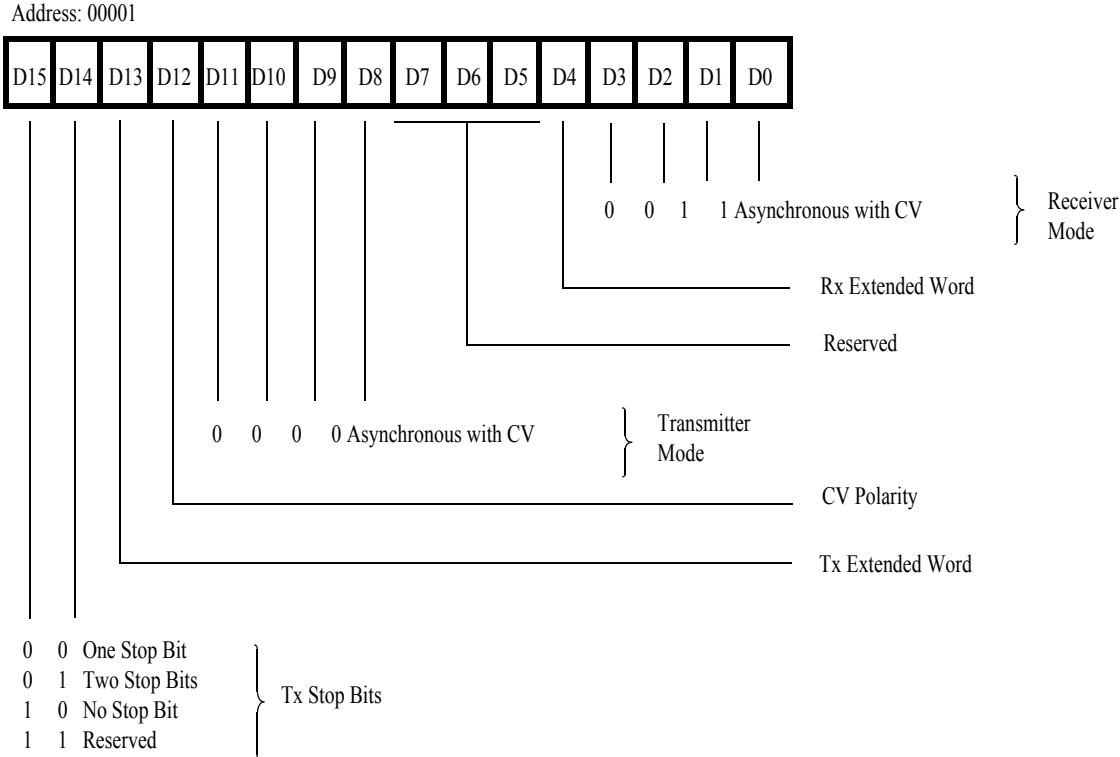 Address: 00001
D15 D14 D13 D12 D11 D10 D9 D8 D7 D6 D5 D4 D3 D2 D1 D0
0 0 1 1 Asynchronous with CV
Receiver
Mode
Rx Extended Word
Reserved
0 0 0 0 Asynchronous with CV
Transmitter
Mode
CV Polarity
Tx Extended Word
0 0 One Stop Bit
0 1 Two Stop Bits
1 0 No Stop Bit
1 1 Reserved
Tx Stop Bits